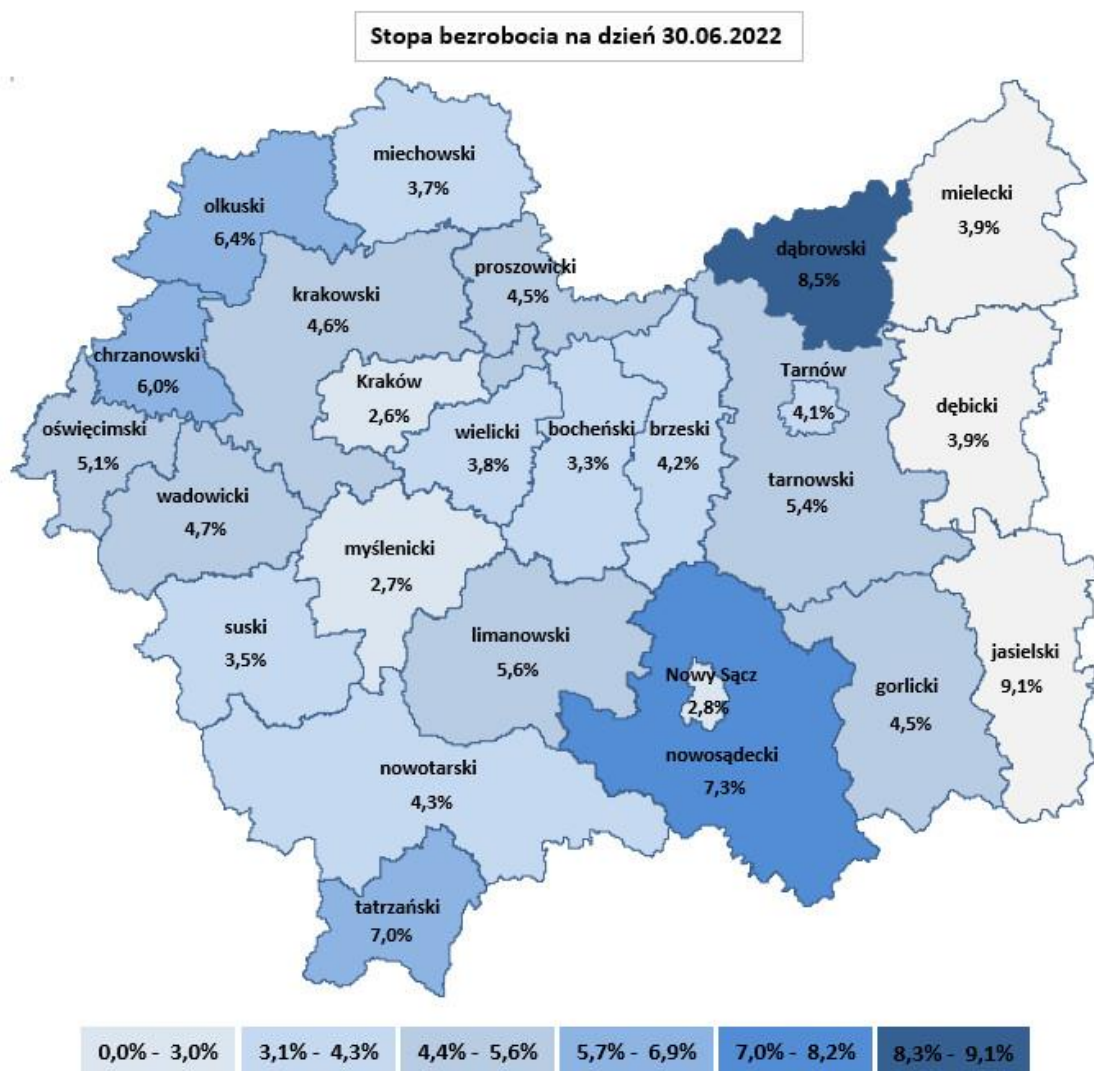 Stopa bezrobocia na dzień 30.06.2022
miechowski
3,7%
mielecki
3,9%
olkuski
6,4%
dąbrowski
8,5%
proszowicki
4,5%
krakowski
4,6%
chrzanowski
6,0%
Kraków
2,6%
Tarnów
4,1%
dębicki
3,9%
oświęcimski
5,1%
wielicki
3,8%
bocheński
3,3%
brzeski
4,2%
tarnowski
5,4%
wadowicki
4,7%
myślenicki
2,7%
suski
3,5%
limanowski
5,6%
jasielski
9,1%
Nowy Sącz
2,8%
gorlicki
4,5%
nowosądecki
7,3%
nowotarski
4,3%
tatrzański
7,0%
0,0% - 3,0%
3,1% - 4,3%
4,4% - 5,6%
5,7% - 6,9%
7,0% - 8,2%
8,3% - 9,1%